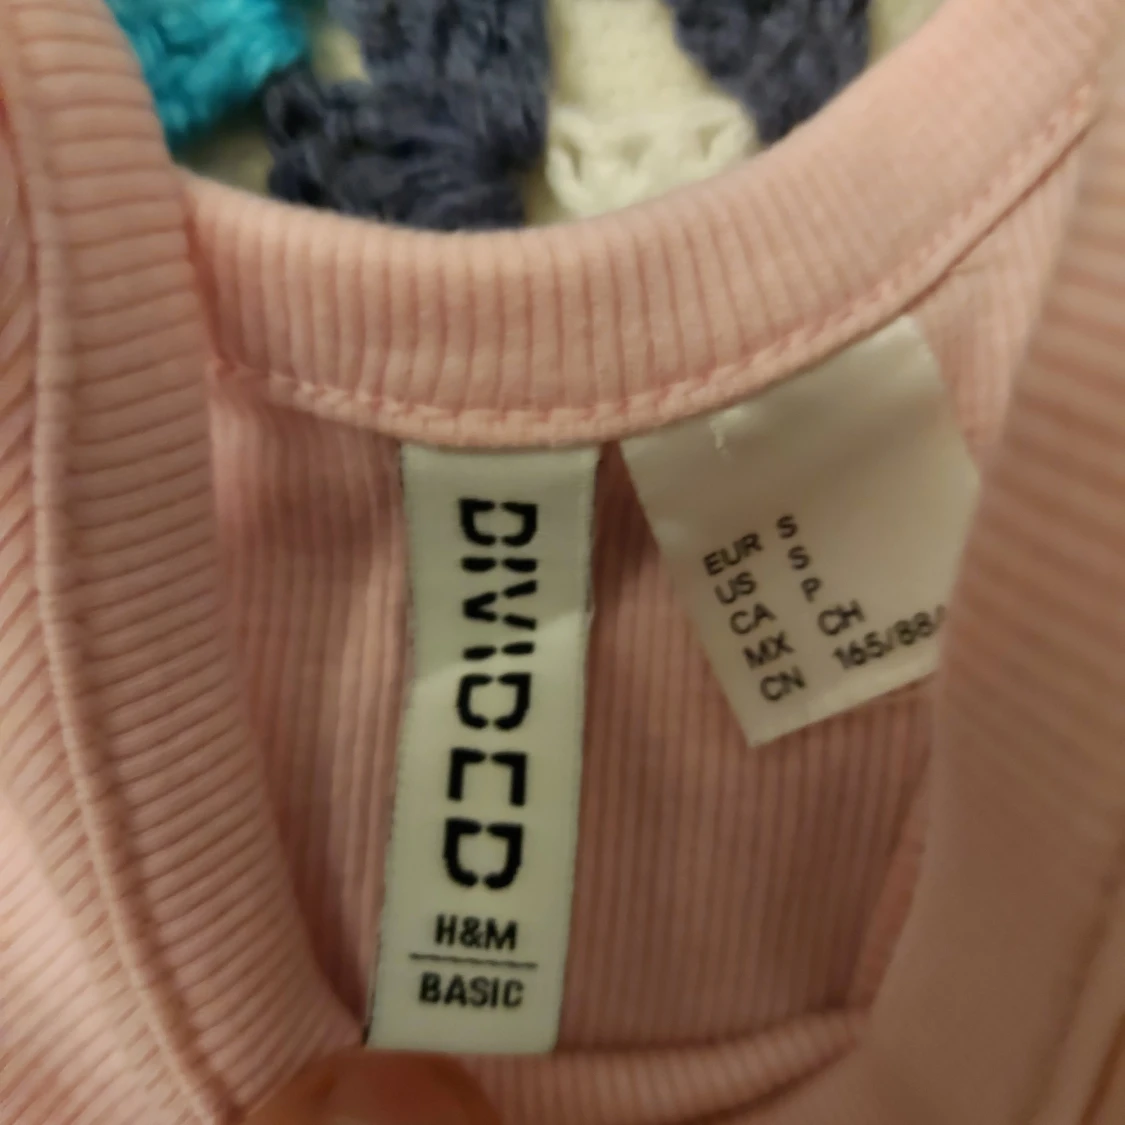 DIVIDED
H&M
BASIC
EUR S
US S
CA P
MX CH
CN 165/88